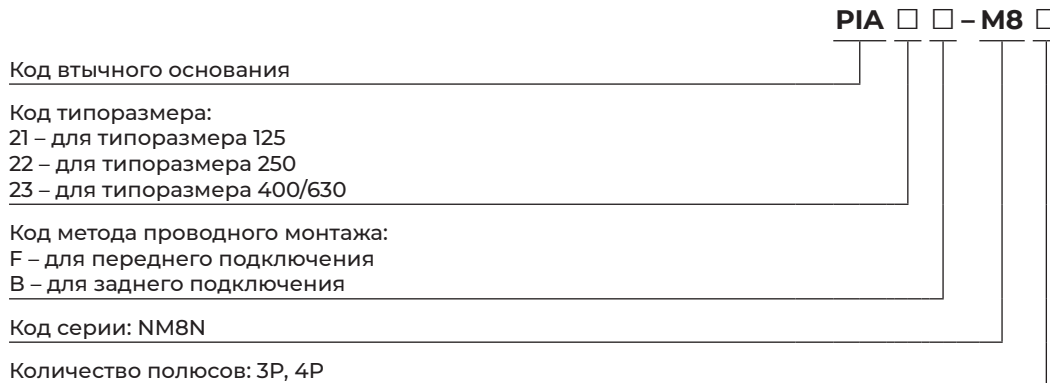 PIA □ □ – M8 □
Код втычного основания
Код типоразмера:
21 – для типоразмера 125
22 – для типоразмера 250
23 – для типоразмера 400/630
Код метода проводного монтажа:
F – для переднего подключения
B – для заднего подключения
Код серии: NM8N
Количество полюсов: 3P, 4P